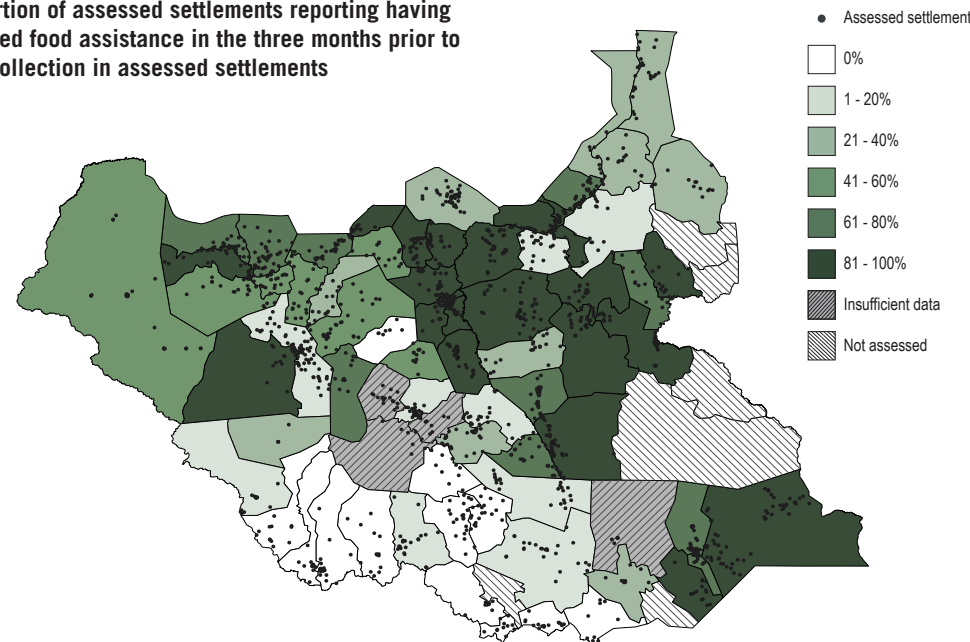 rtion of assessed settlements reporting having
ed food assistance in the three months prior to
collection in assessed settlements
Assessed settlement
0%
1 - 20%
21 - 40%
41 - 60%
61 - 80%
81 - 100%
Insufficient data
Not assessed